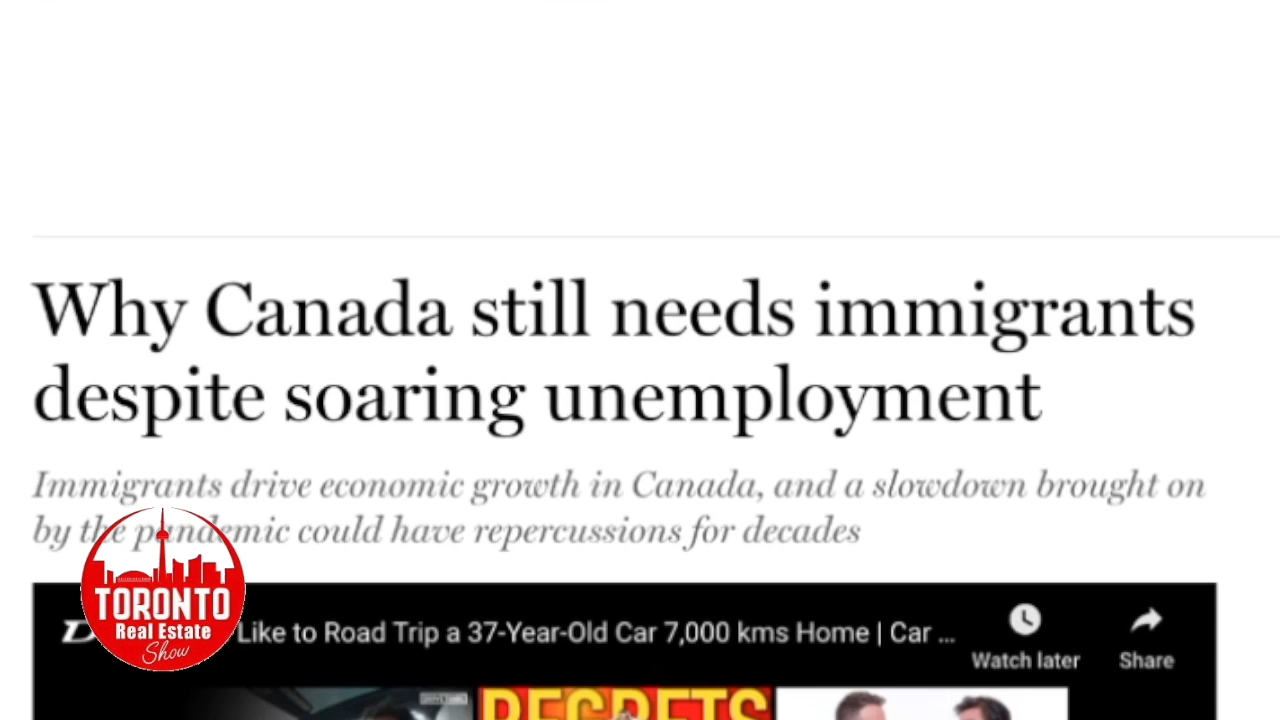 Why Canada still needs immigrants
despite soaring unemployment
Immigrants drive economic growth in Canada, and a slowdown brought on
by the pandemic could have repercussions for decades
TORONTO
Real Estate
Show
Like to Road Trip a 37-Year-Old Car 7,000 kms Home | Car ...
Watch later
Share
REGRETS